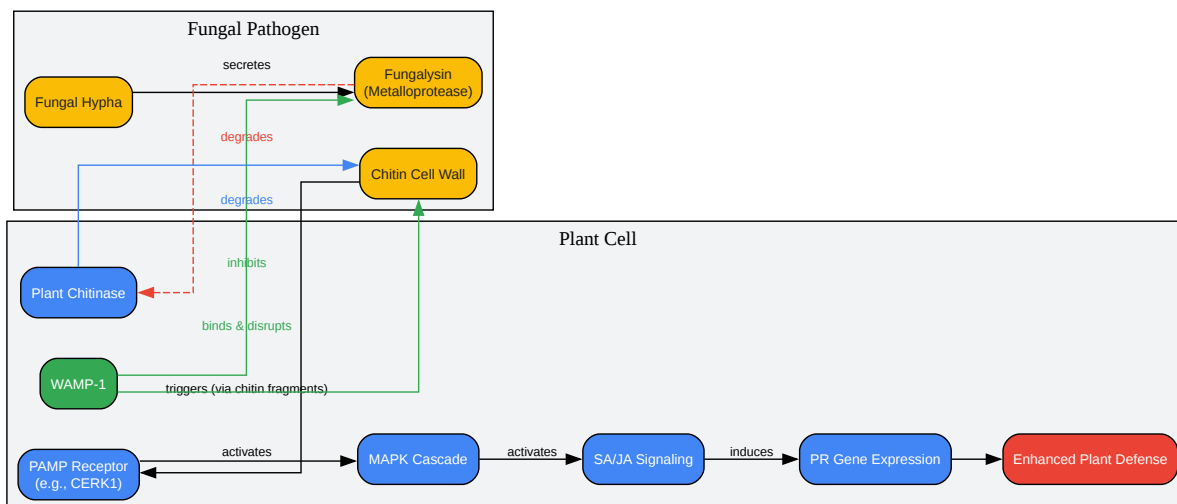 Fungal Pathogen
secretes
Fungalysin
(Metalloprotease)
Fungal Hypha
degrades
Chitin Cell Wall
degrades
Plant Cell
inhibits
Plant Chitinase
binds & disrupts
WAMP-1
triggers (via chitin fragments)
PAMP Receptor
(e.g., CERK1)
activates
MAPK Cascade
activates
SA/JA Signaling
induces
PR Gene Expression
Enhanced Plant Defense